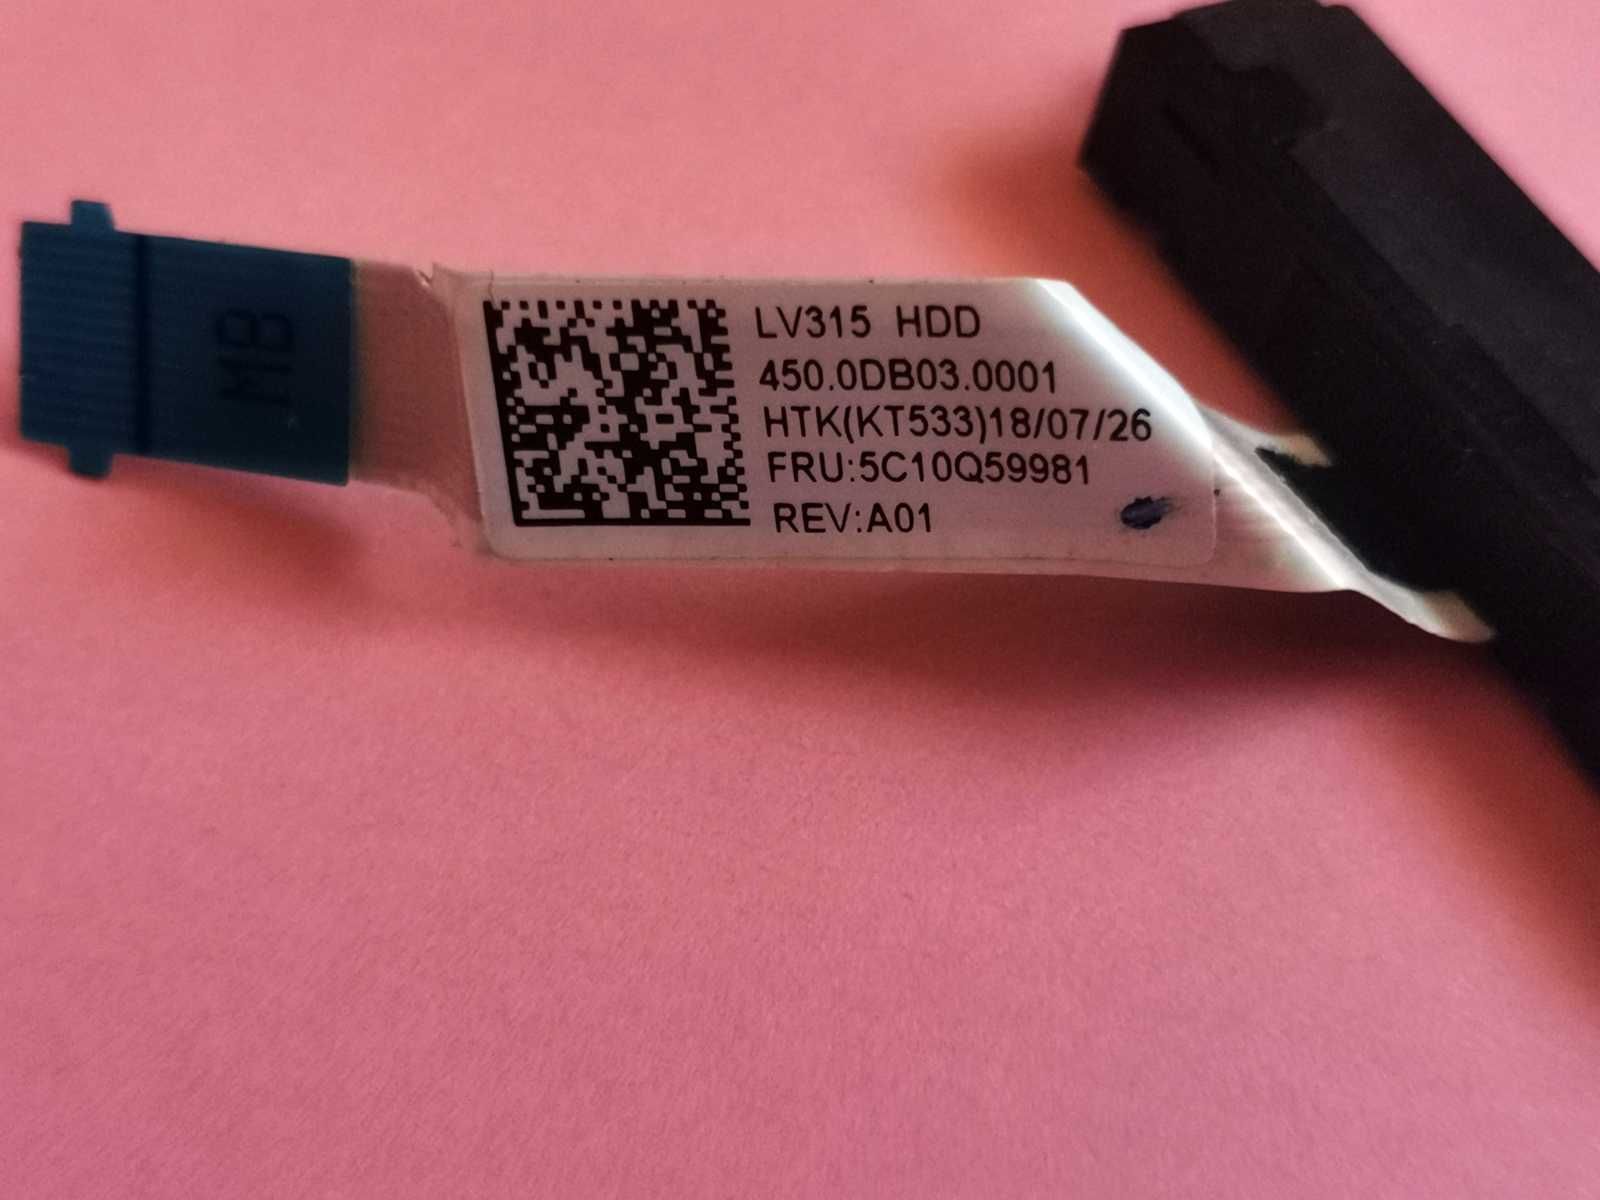 MB
LV315 HDD
450.0DB03.0001
HTK(KT533)18/07/26
FRU:5C10Q59981
REV:A01